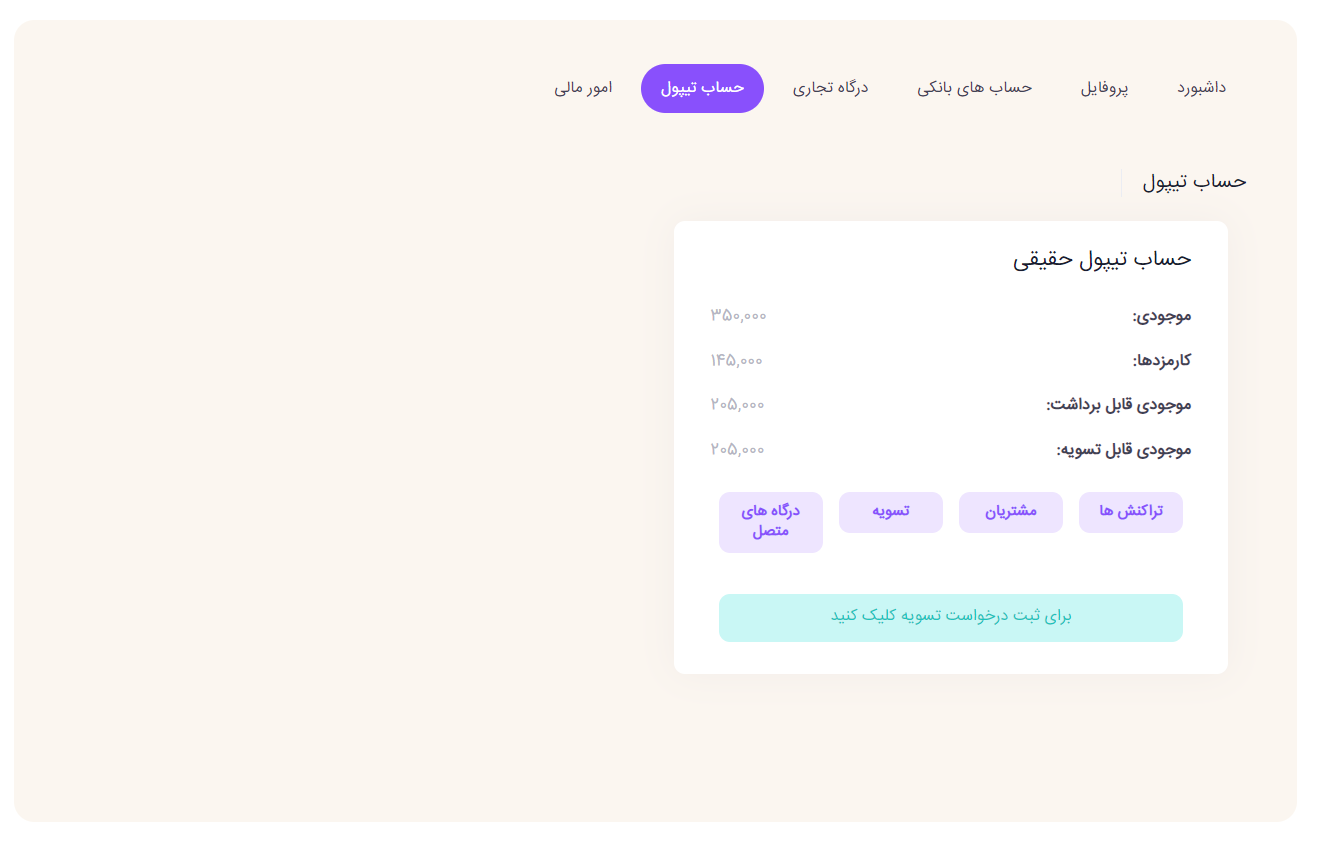 داشبورد
پروفایل
حساب های بانکی
درگاه تجاری
حساب تیپول
امور مالی
حساب تیپول
حساب تیپول حقیقی
موجودی: ۳۵۰,۰۰۰
کارمزدها: ۱۴۵,۰۰۰
موجودی قابل برداشت: ۲۰۵,۰۰۰
موجودی قابل تسویه: ۲۰۵,۰۰۰
تراکنش ها
مشتریان
تسویه
درگاه های
متصل
برای ثبت درخواست تسویه کلیک کنید